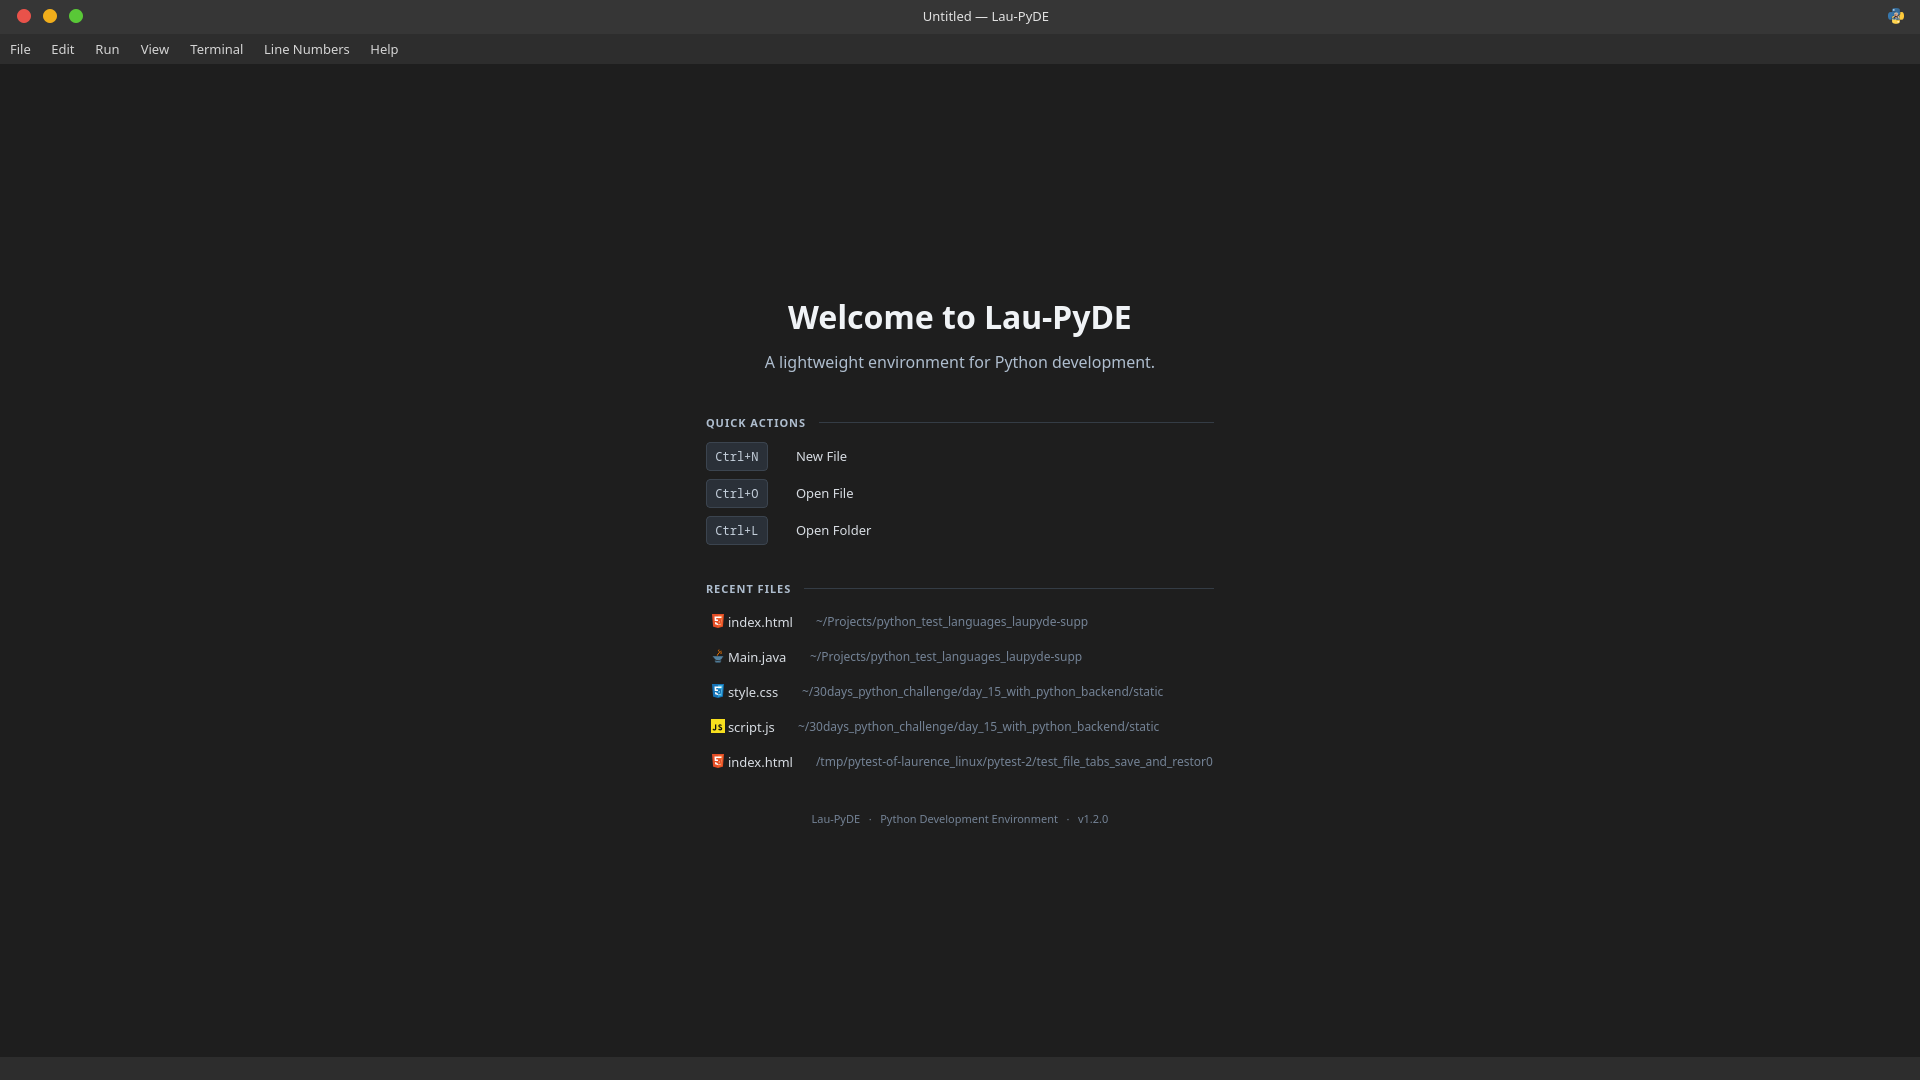 Untitled — Lau-PyDE
File Edit Run View Terminal Line Numbers Help
Welcome to Lau-PyDE
A lightweight environment for Python development.
QUICK ACTIONS
Ctrl+N New File
Ctrl+O Open File
Ctrl+L Open Folder
RECENT FILES
index.html ~/Projects/python_test_languages_laupyde-supp
Main.java ~/Projects/python_test_languages_laupyde-supp
style.css ~/30days_python_challenge/day_15_with_python_backend/static
JS script.js ~/30days_python_challenge/day_15_with_python_backend/static
index.html /tmp/pytest-of-laurence_linux/pytest-2/test_file_tabs_save_and_restor0
Lau-PyDE · Python Development Environment · v1.2.0